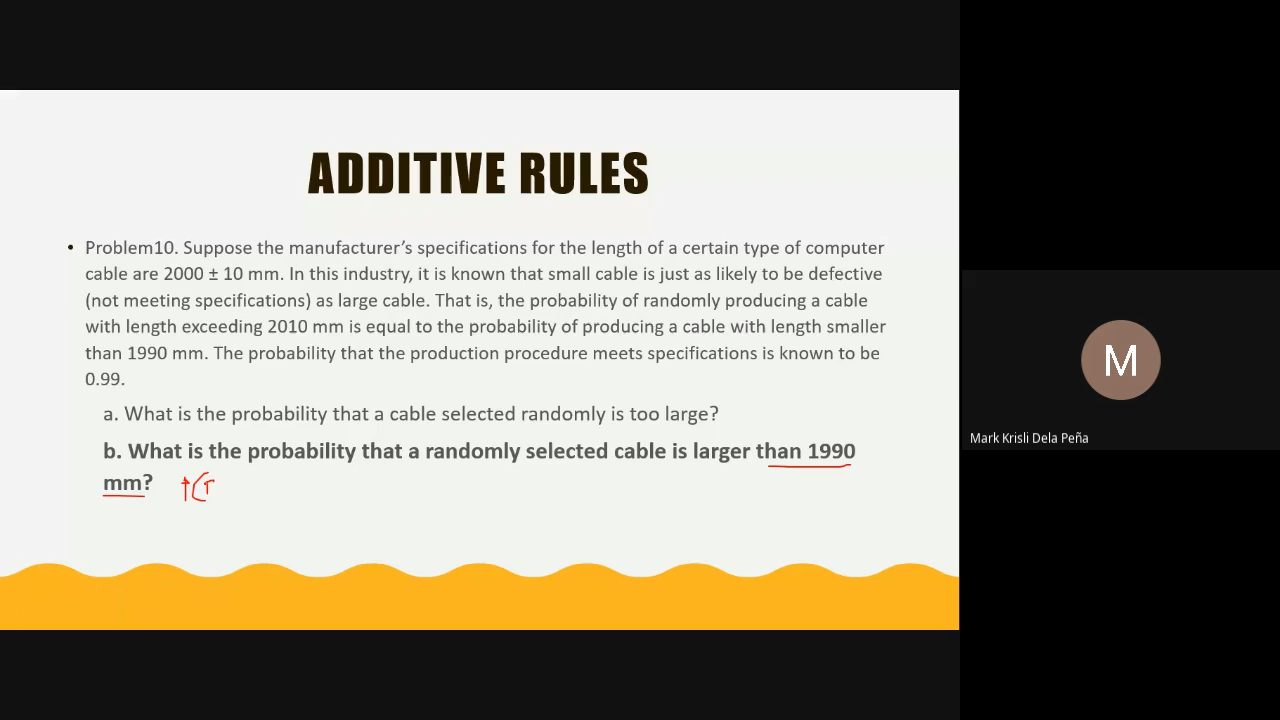 ADDITIVE RULES
• Problem10. Suppose the manufacturer's specifications for the length of a certain type of computer
cable are 2000 ± 10 mm. In this industry, it is known that small cable is just as likely to be defective
(not meeting specifications) as large cable. That is, the probability of randomly producing a cable
with length exceeding 2010 mm is equal to the probability of producing a cable with length smaller
than 1990 mm. The probability that the production procedure meets specifications is known to be
0.99.
a. What is the probability that a cable selected randomly is too large?
b. What is the probability that a randomly selected cable is larger than 1990
mm?
M
Mark Krisli Dela Peña